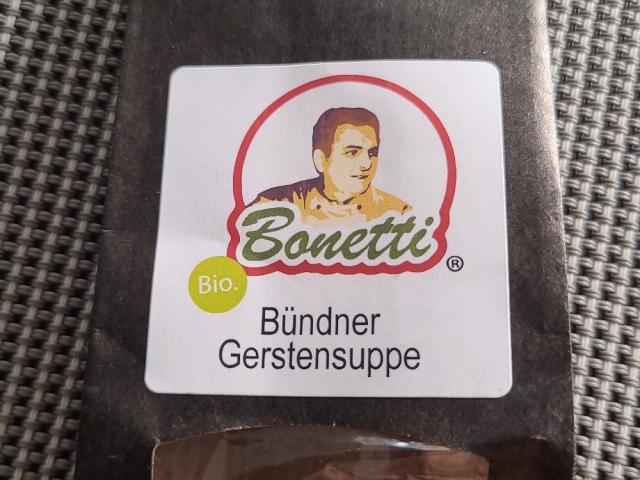 Bonetti
®
Bio.
Bündner
Gerstensuppe